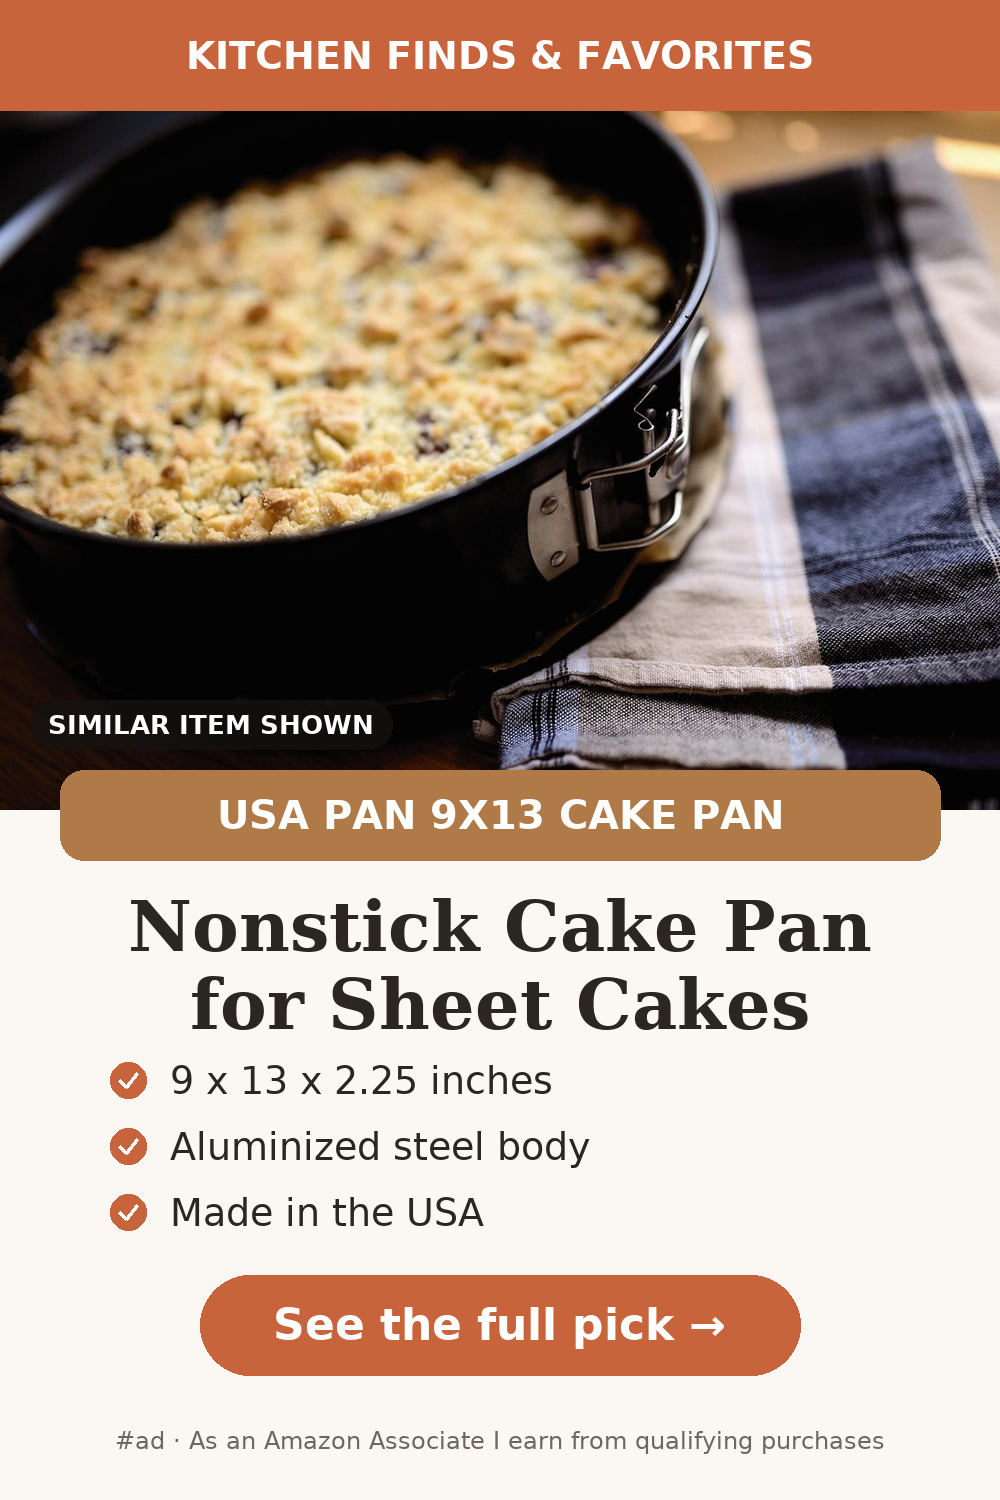 KITCHEN FINDS & FAVORITES
SIMILAR ITEM SHOWN
USA PAN 9X13 CAKE PAN
Nonstick Cake Pan
for Sheet Cakes
9 x 13 x 2.25 inches
Aluminized steel body
Made in the USA
See the full pick →
#ad · As an Amazon Associate I earn from qualifying purchases